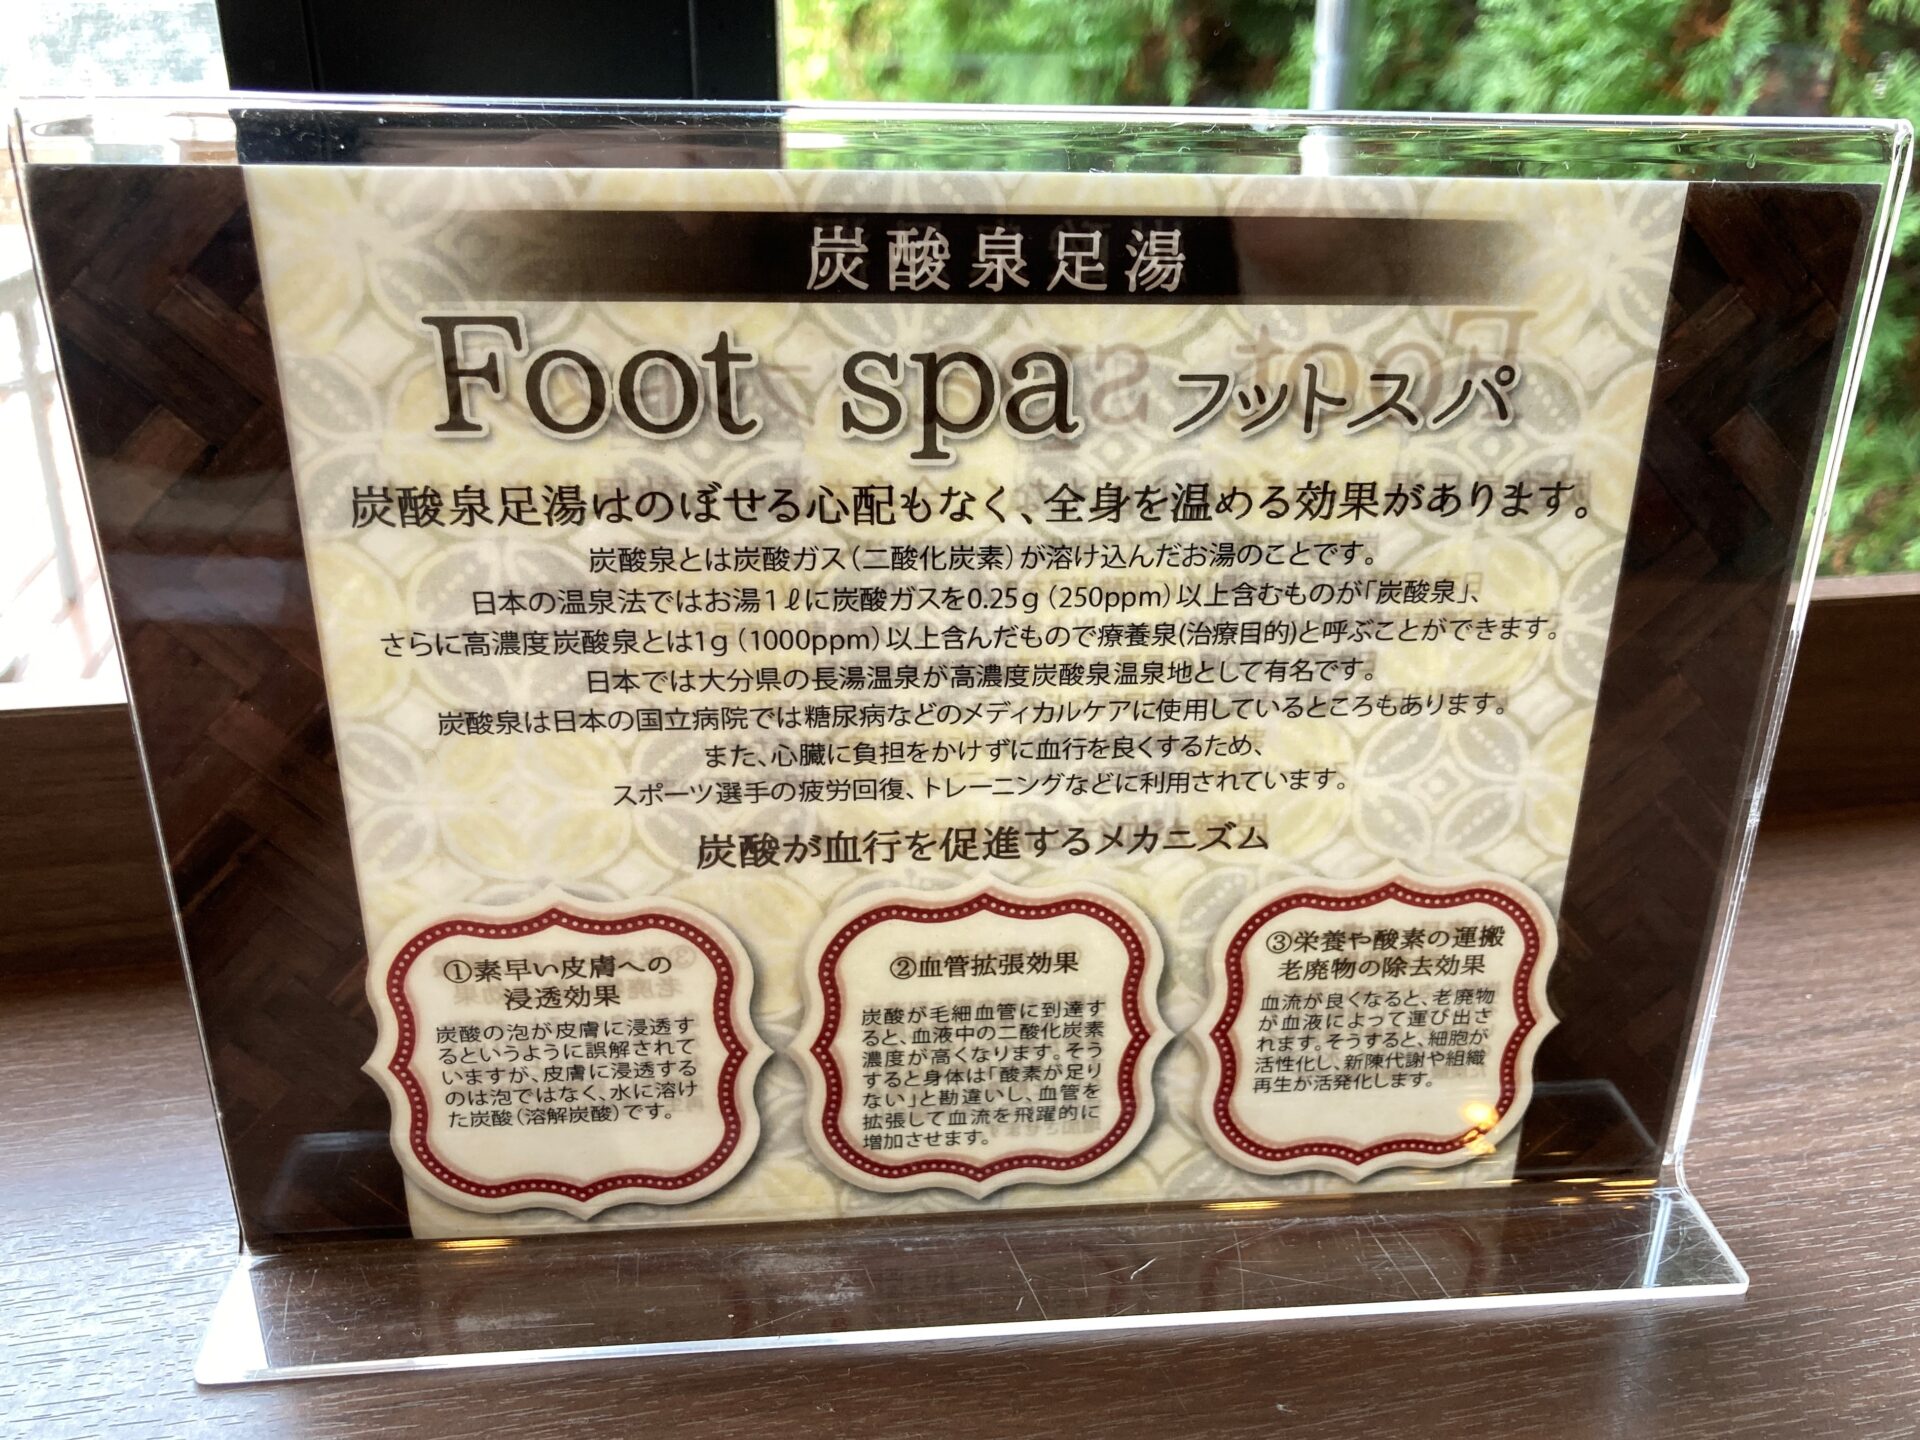 炭酸泉足湯
Foot spa フットスパ
炭酸泉足湯はのぼせる心配もなく、全身を温める効果があります。
炭酸泉とは炭酸ガス（二酸化炭素）が溶け込んだお湯のことです。
日本の温泉法ではお湯1ℓに炭酸ガスを0.25g（250ppm）以上含むものが「炭酸泉」、
さらに高濃度炭酸泉とは1g（1000ppm）以上含んだもので療養泉(治療目的)と呼ぶことができます。
日本では大分県の長湯温泉が高濃度炭酸泉温泉地として有名です。
炭酸泉は日本の国立病院では糖尿病などのメディカルケアに使用しているところもあります。
また、心臓に負担をかけずに血行を良くするため、
スポーツ選手の疲労回復、トレーニングなどに利用されています。
炭酸が血行を促進するメカニズム
①素早い皮膚への
浸透効果
炭酸の泡が皮膚に浸透す
るというように誤解されて
いますが、皮膚に浸透する
のは泡ではなく、水に溶け
た炭酸（溶解炭酸）です。
②血管拡張効果
炭酸が毛細血管に到達す
ると、血液中の二酸化炭素
濃度が高くなります。そう
すると身体は「酸素が足り
ない」と勘違いし、血管を
拡張して血流を飛躍的に
増加させます。
③栄養や酸素の運搬
老廃物の除去効果
血流が良くなると、老廃物
が血液によって運び出さ
れます。そうすると、細胞が
活性化し、新陳代謝や組織
再生が活発化します。